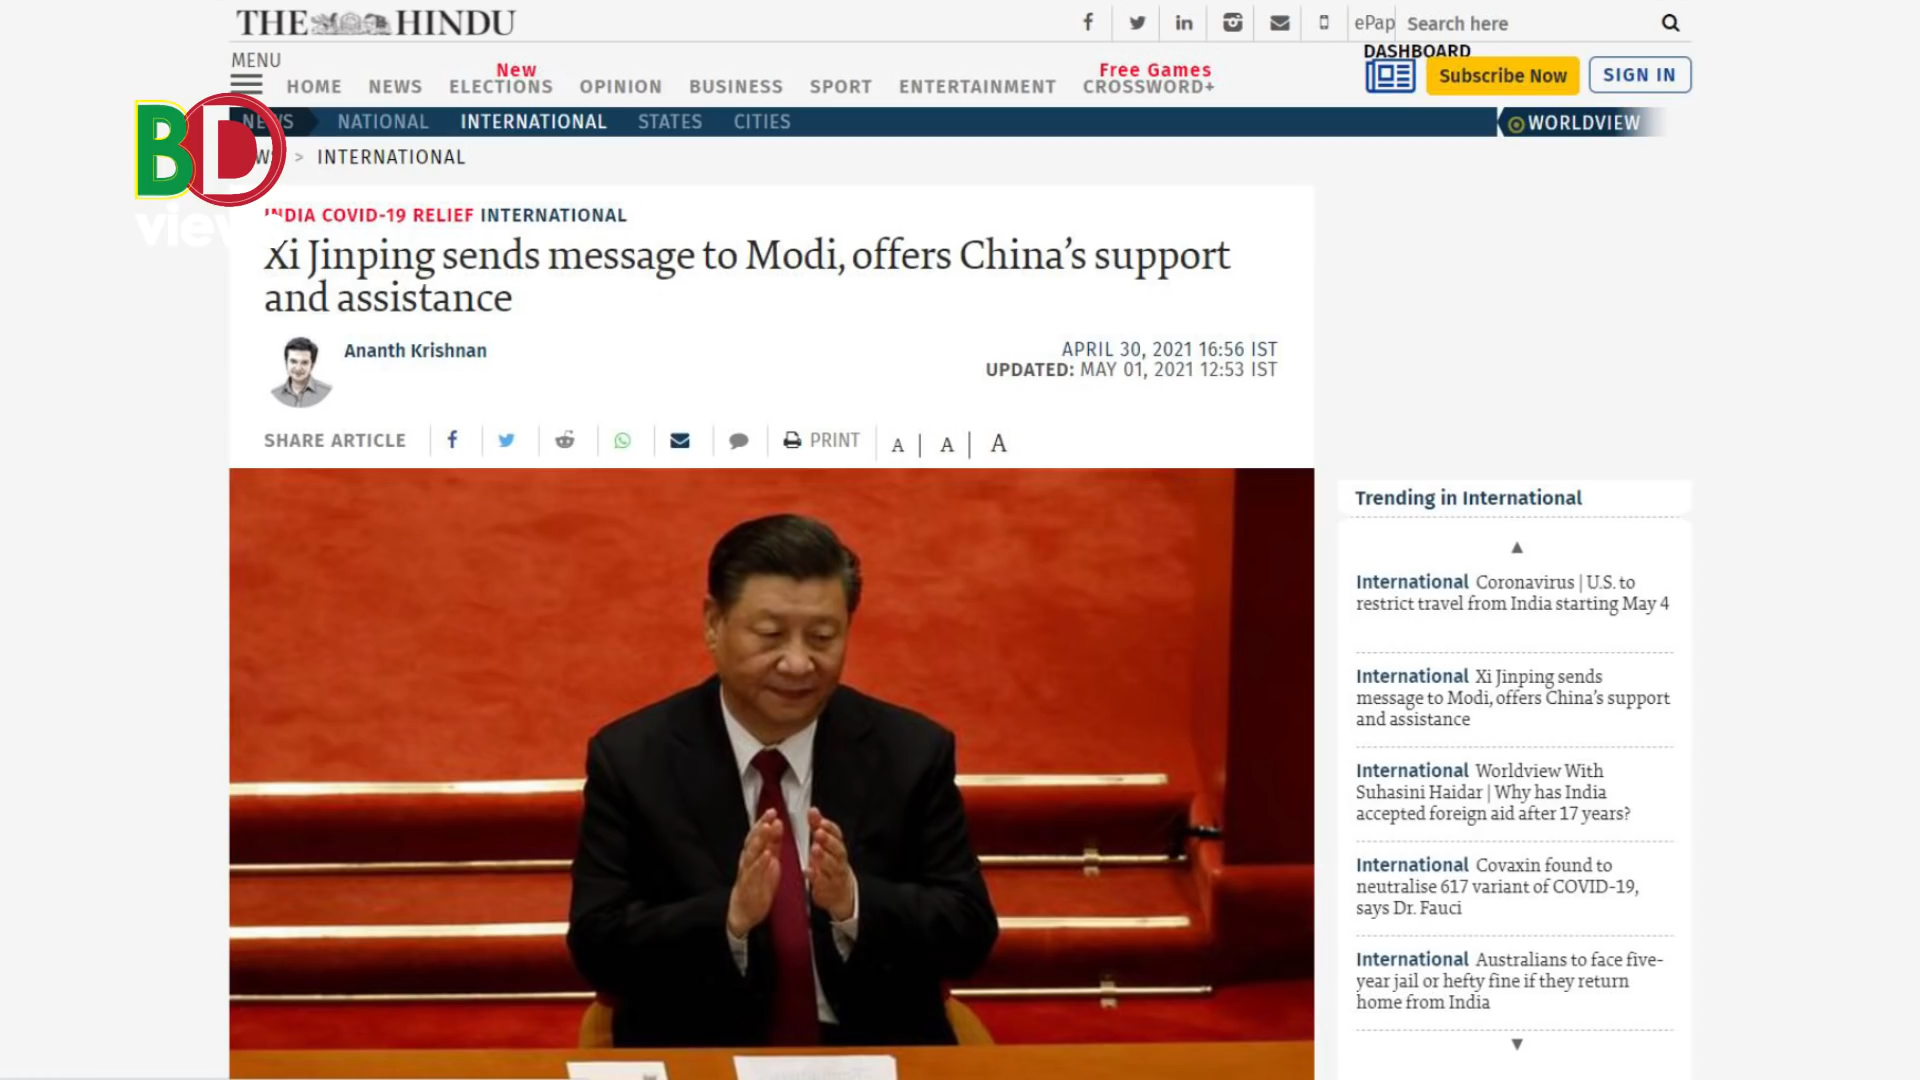 THE HINDU
ePap
Search here
MENU
HOME
NEWS
New
ELECTIONS
OPINION
BUSINESS
SPORT
ENTERTAINMENT
Free Games
CROSSWORD+
DASHBOARD
Subscribe Now
SIGN IN
NEWS
NATIONAL
INTERNATIONAL
STATES
CITIES
WORLDVIEW
> INTERNATIONAL
BD
INDIA COVID-19 RELIEF INTERNATIONAL
Xi Jinping sends message to Modi, offers China's support
and assistance
Ananth Krishnan
APRIL 30, 2021 16:56 IST
UPDATED: MAY 01, 2021 12:53 IST
SHARE ARTICLE
PRINT
A | A | A
Trending in International
International Coronavirus | U.S. to
restrict travel from India starting May 4
International Xi Jinping sends
message to Modi, offers China's support
and assistance
International Worldview With
Suhasini Haidar | Why has India
accepted foreign aid after 17 years?
International Covaxin found to
neutralise 617 variant of COVID-19,
says Dr. Fauci
International Australians to face five-
year jail or hefty fine if they return
home from India